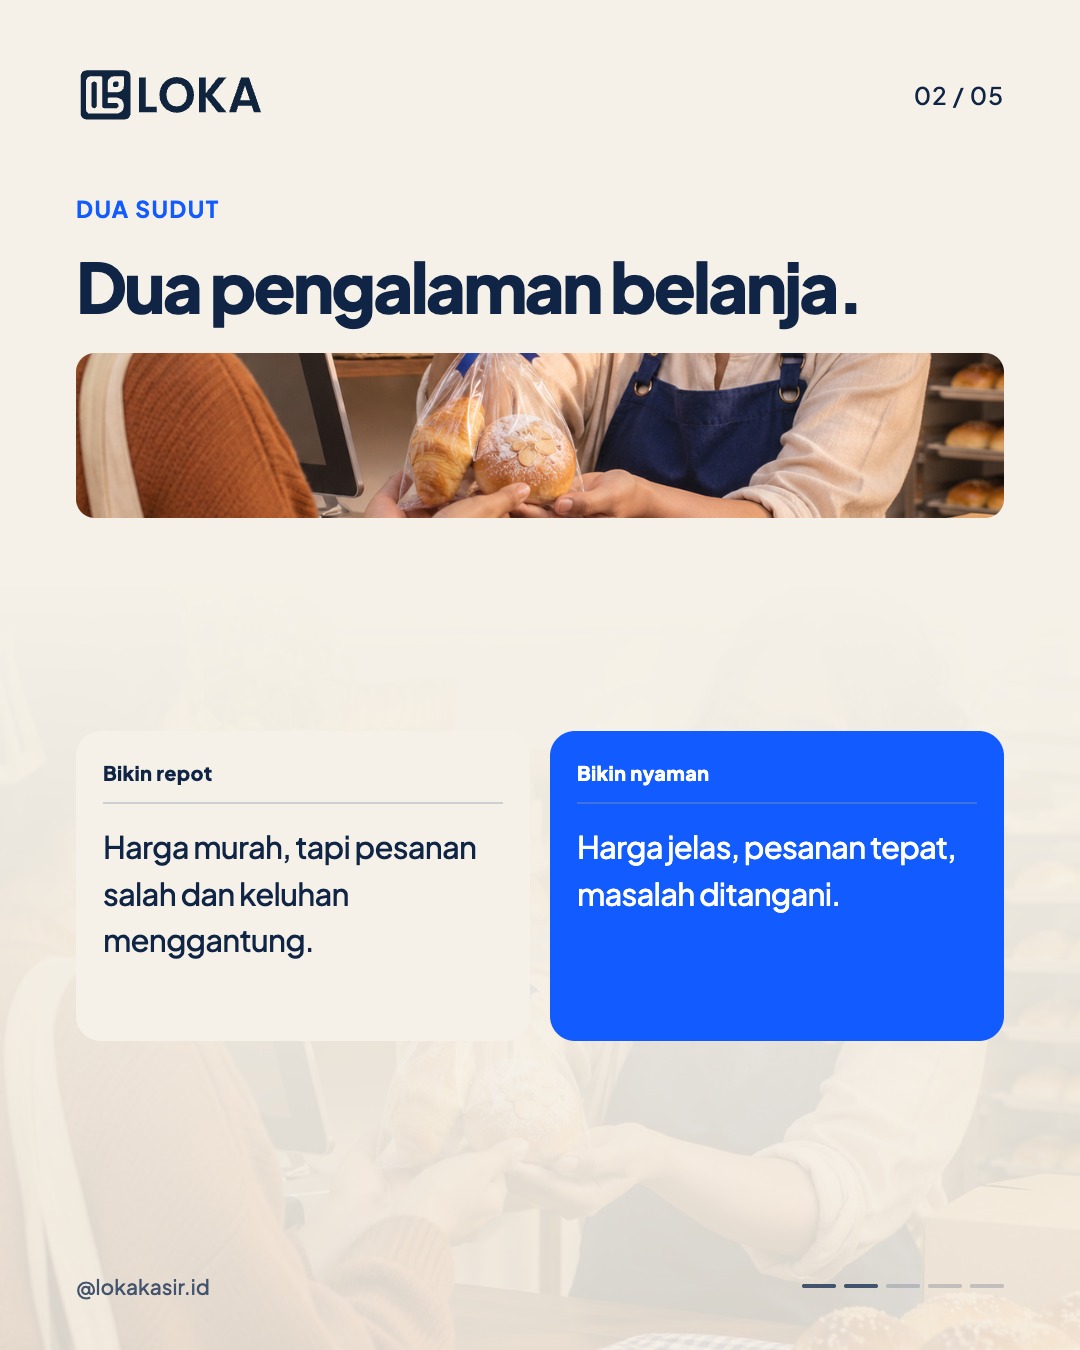 LOKA
02 / 05
DUA SUDUT
Dua pengalaman belanja.
Bikin repot
Harga murah, tapi pesanan
salah dan keluhan
menggantung.
Bikin nyaman
Harga jelas, pesanan tepat,
masalah ditangani.
@lokakasir.id